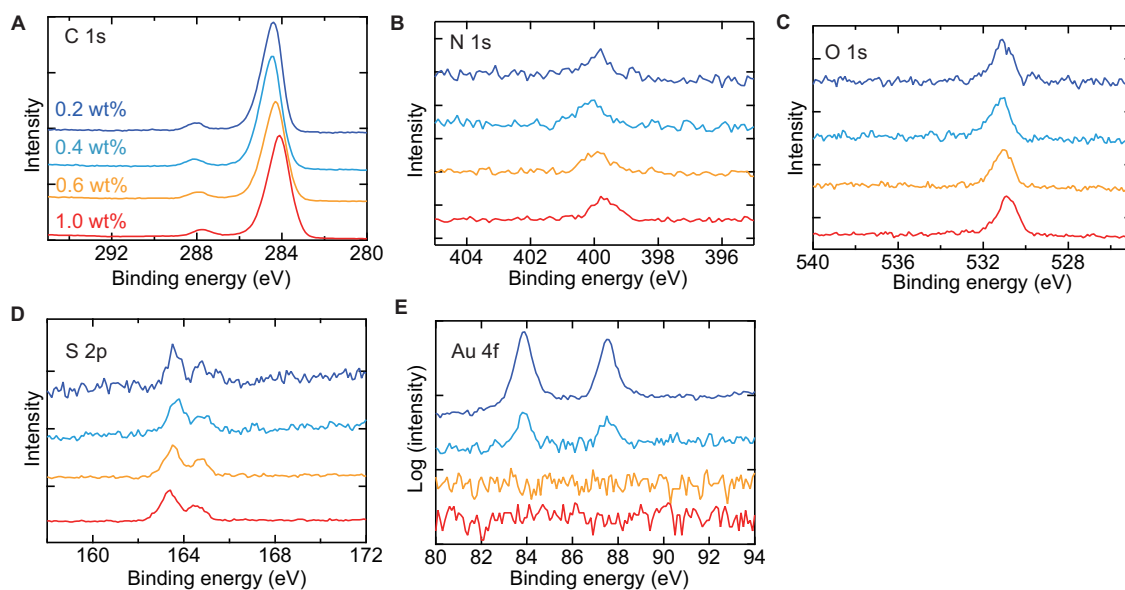 A
C 1s
0.2 wt%
0.4 wt%
0.6 wt%
1.0 wt%
Intensity
292 288 284 280
Binding energy (eV)
B
N 1s
Intensity
404 402 400 398 396
Binding energy (eV)
C
O 1s
Intensity
540 536 531 528
Binding energy (eV)
D
S 2p
Intensity
160 164 168 172
Binding energy (eV)
E
Au 4f
Log (intensity)
80 82 84 86 88 90 92 94
Binding energy (eV)